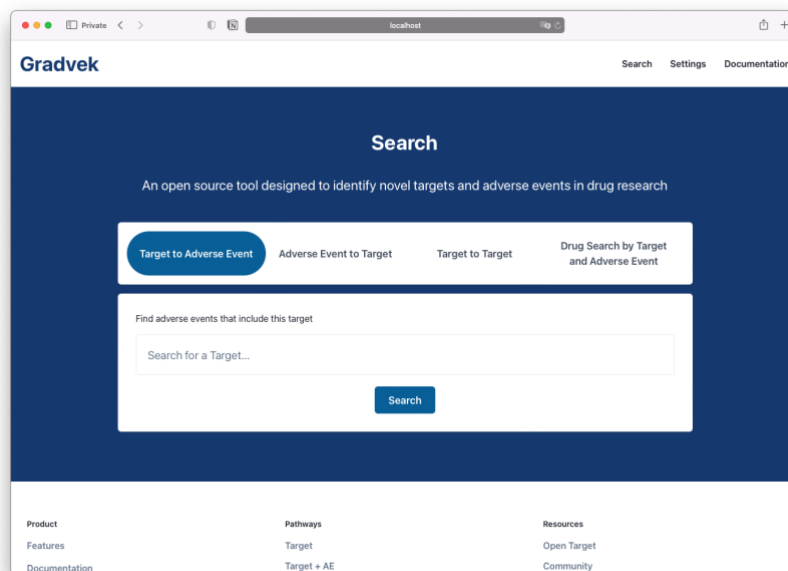 Private
localhost
Gradvek
Search Settings Documentation
Search
An open source tool designed to identify novel targets and adverse events in drug research
Target to Adverse Event Adverse Event to Target Target to Target Drug Search by Target
and Adverse Event
Find adverse events that include this target
Search for a Target...
Search
Product Pathways Resources
Features Target Open Target
Documentation Target + AE Community